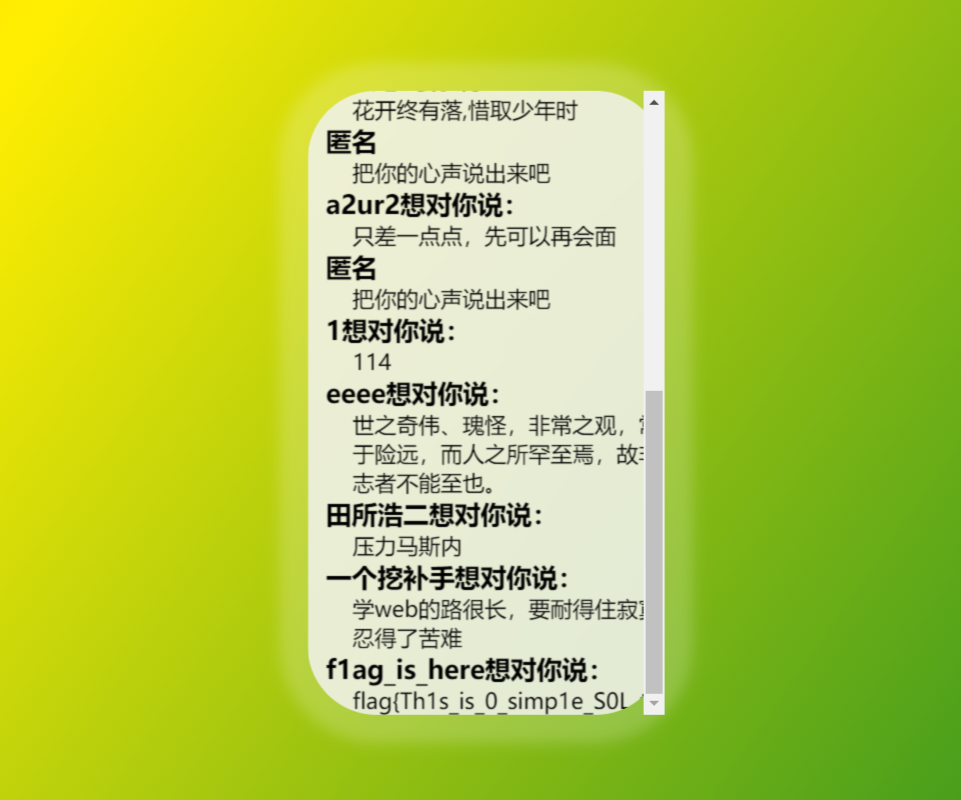 花开终有落,惜取少年时
匿名
把你的心声说出来吧
a2ur2想对你说：
只差一点点，先可以再会面
匿名
把你的心声说出来吧
1想对你说：
114
eeee想对你说：
世之奇伟、瑰怪，非常之观，
于险远，而人之所罕至焉，故
志者不能至也。
田所浩二想对你说：
压力马斯内
一个挖补手想对你说：
学web的路很长，要耐得住寂
忍得了苦难
f1ag_is_here想对你说：
flag{Th1s_is_0_simp1e_S0L